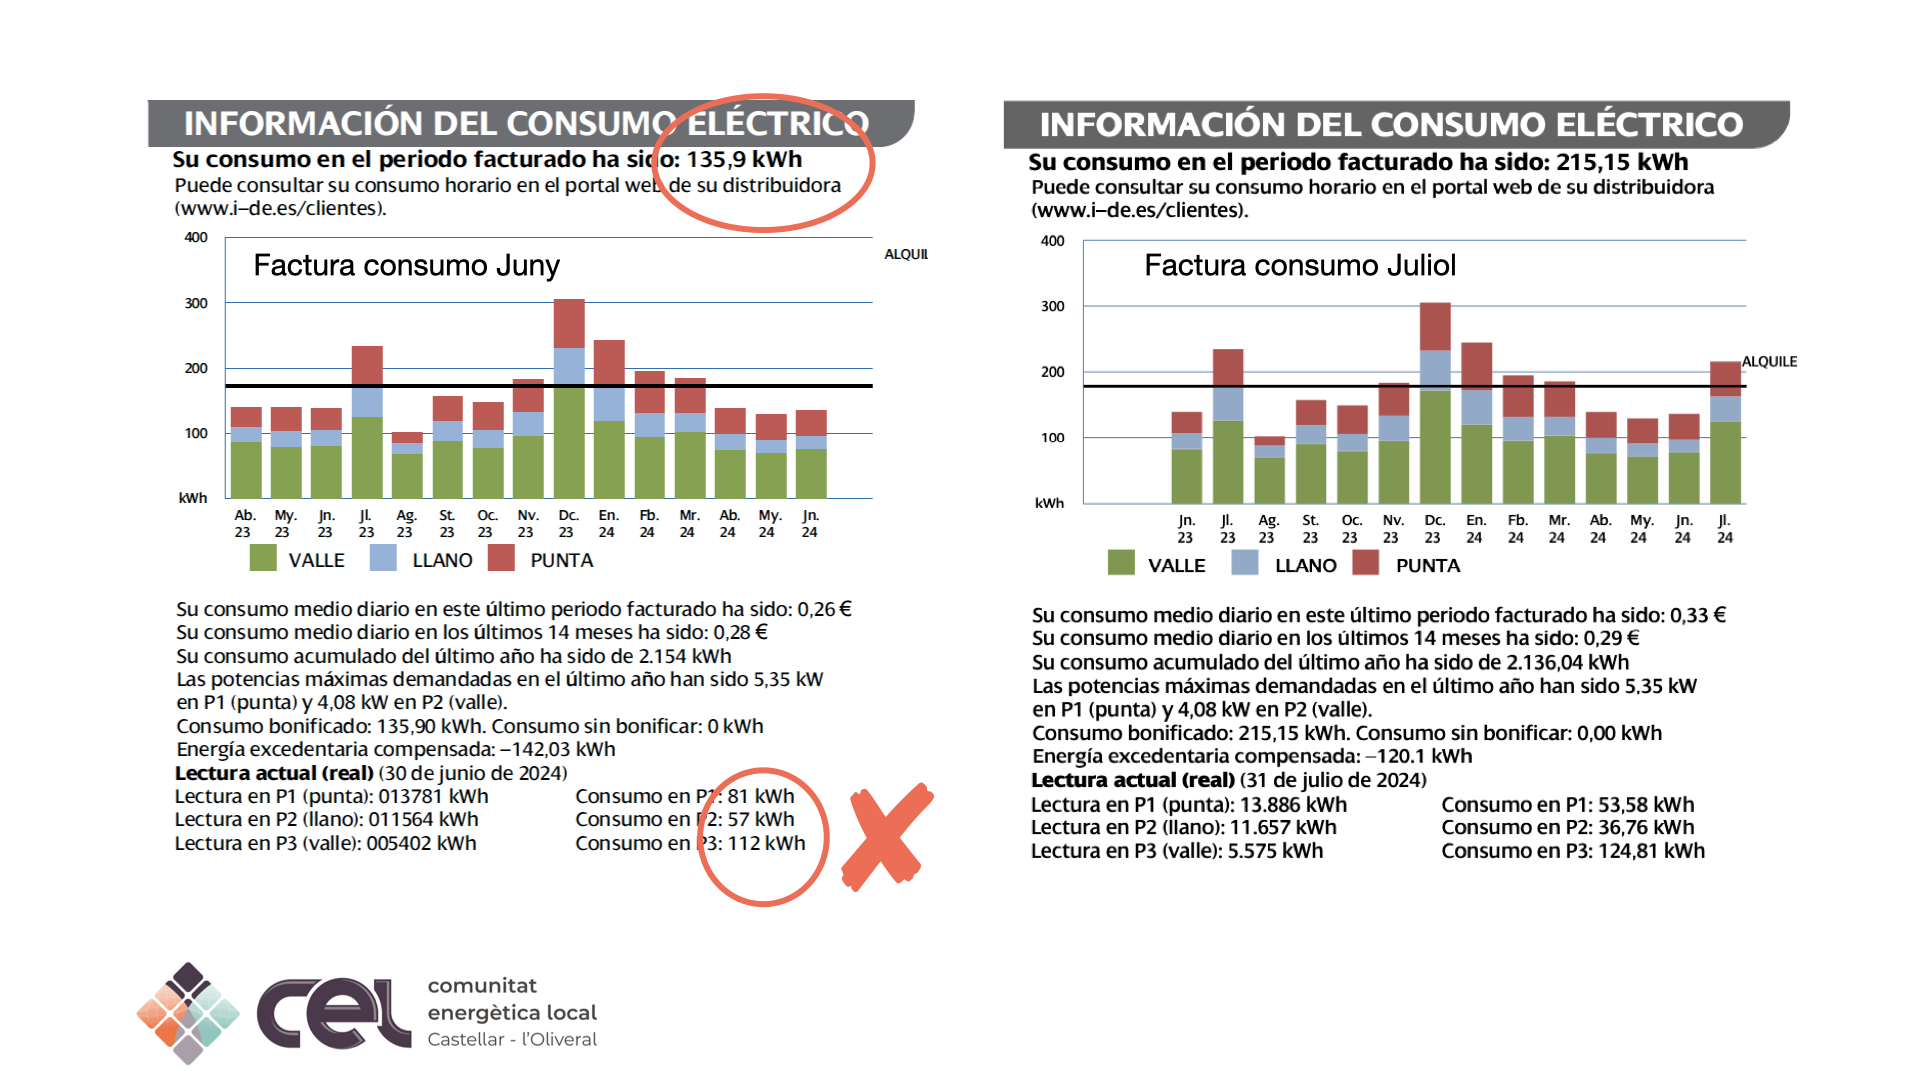 INFORMACIÓN DEL CONSUMO ELÉCTRICO
Su consumo en el periodo facturado ha sido: 135,9 kWh
Puede consultar su consumo horario en el portal web de su distribuidora
(www.i-de.es/clientes).
400
ALQUIL
Factura consumo Juny
300
200
100
kWh
Ab. My. Jn. Jl. Ag. St. Oc. Nv. Dc. En. Fb. Mr. Ab. My. Jn.
23 23 23 23 23 23 23 23 23 24 24 24 24 24 24
VALLE LLANO PUNTA
Su consumo medio diario en este último periodo facturado ha sido: 0,26 €
Su consumo medio diario en los últimos 14 meses ha sido: 0,28 €
Su consumo acumulado del último año ha sido de 2.154 kWh
Las potencias máximas demandadas en el último año han sido 5,35 kW
en P1 (punta) y 4,08 kW en P2 (valle).
Consumo bonificado: 135,90 kWh. Consumo sin bonificar: 0 kWh
Energía excedentaria compensada: −142,03 kWh
Lectura actual (real) (30 de junio de 2024)
Lectura en P1 (punta): 013781 kWh Consumo en P1: 81 kWh
Lectura en P2 (llano): 011564 kWh Consumo en P2: 57 kWh
Lectura en P3 (valle): 005402 kWh Consumo en P3: 112 kWh
INFORMACIÓN DEL CONSUMO ELÉCTRICO
Su consumo en el periodo facturado ha sido: 215,15 kWh
Puede consultar su consumo horario en el portal web de su distribuidora
(www.i-de.es/clientes).
400
Factura consumo Juliol
300
ALQUILE
200
100
kWh
Jn. Jl. Ag. St. Oc. Nv. Dc. En. Fb. Mr. Ab. My. Jn. Jl.
23 23 23 23 23 23 23 24 24 24 24 24 24 24
VALLE LLANO PUNTA
Su consumo medio diario en este último periodo facturado ha sido: 0,33 €
Su consumo medio diario en los últimos 14 meses ha sido: 0,29 €
Su consumo acumulado del último año ha sido de 2.136,04 kWh
Las potencias máximas demandadas en el último año han sido 5,35 kW
en P1 (punta) y 4,08 kW en P2 (valle).
Consumo bonificado: 215,15 kWh. Consumo sin bonificar: 0,00 kWh
Energía excedentaria compensada: −120.1 kWh
Lectura actual (real) (31 de julio de 2024)
Lectura en P1 (punta): 13.886 kWh Consumo en P1: 53,58 kWh
Lectura en P2 (llano): 11.657 kWh Consumo en P2: 36,76 kWh
Lectura en P3 (valle): 5.575 kWh Consumo en P3: 124,81 kWh
cel
comunitat
energètica local
Castellar - l'Oliveral